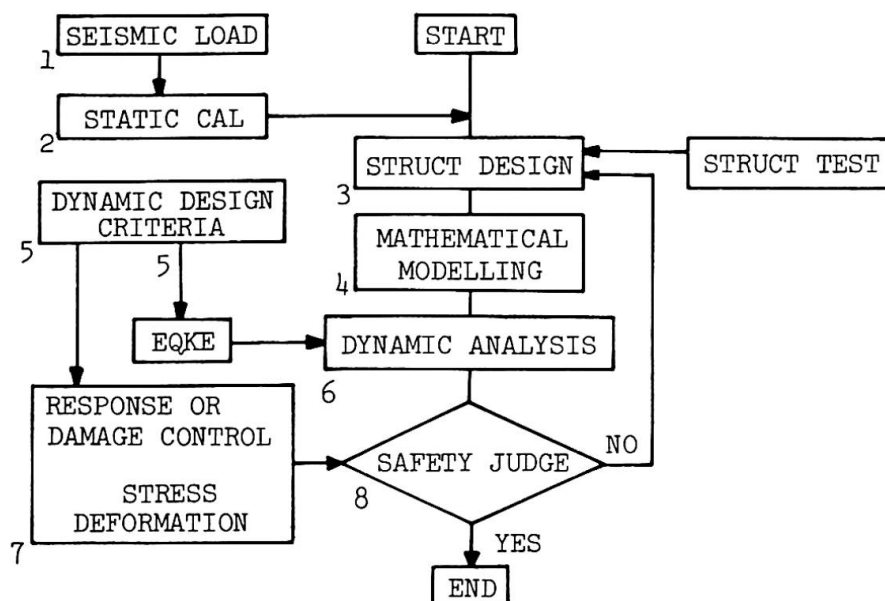 SEISMIC LOAD
START
1
STATIC CAL
2
STRUCT DESIGN
STRUCT TEST
3
DYNAMIC DESIGN
CRITERIA
5
5
MATHEMATICAL
MODELLING
4
EQKE
DYNAMIC ANALYSIS
6
RESPONSE OR
DAMAGE CONTROL
STRESS
DEFORMATION
7
SAFETY JUDGE
NO
8
YES
END